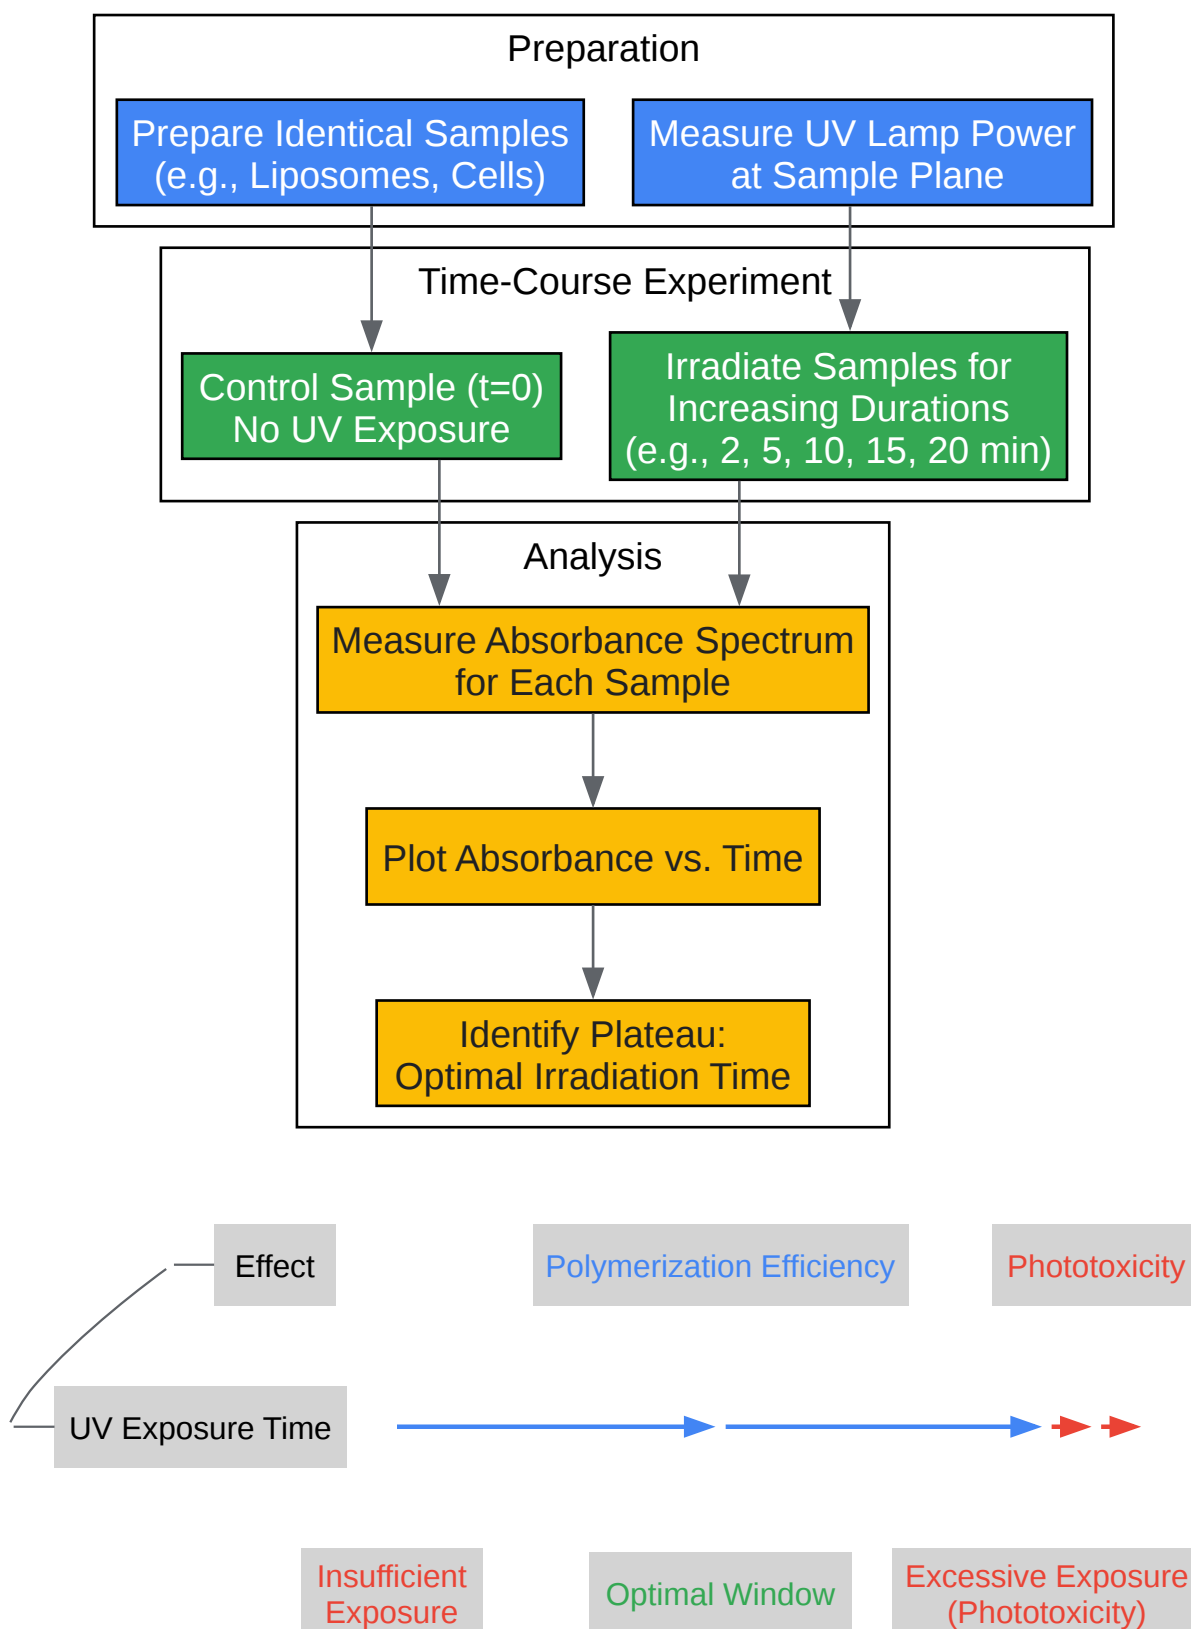 Preparation
Prepare Identical Samples
(e.g., Liposomes, Cells)
Measure UV Lamp Power
at Sample Plane
Time-Course Experiment
Control Sample (t=0)
No UV Exposure
Irradiate Samples for
Increasing Durations
(e.g., 2, 5, 10, 15, 20 min)
Analysis
Measure Absorbance Spectrum
for Each Sample
Plot Absorbance vs. Time
Identify Plateau:
Optimal Irradiation Time
Effect
Polymerization Efficiency
Phototoxicity
UV Exposure Time
Insufficient
Exposure
Optimal Window
Excessive Exposure
(Phototoxicity)